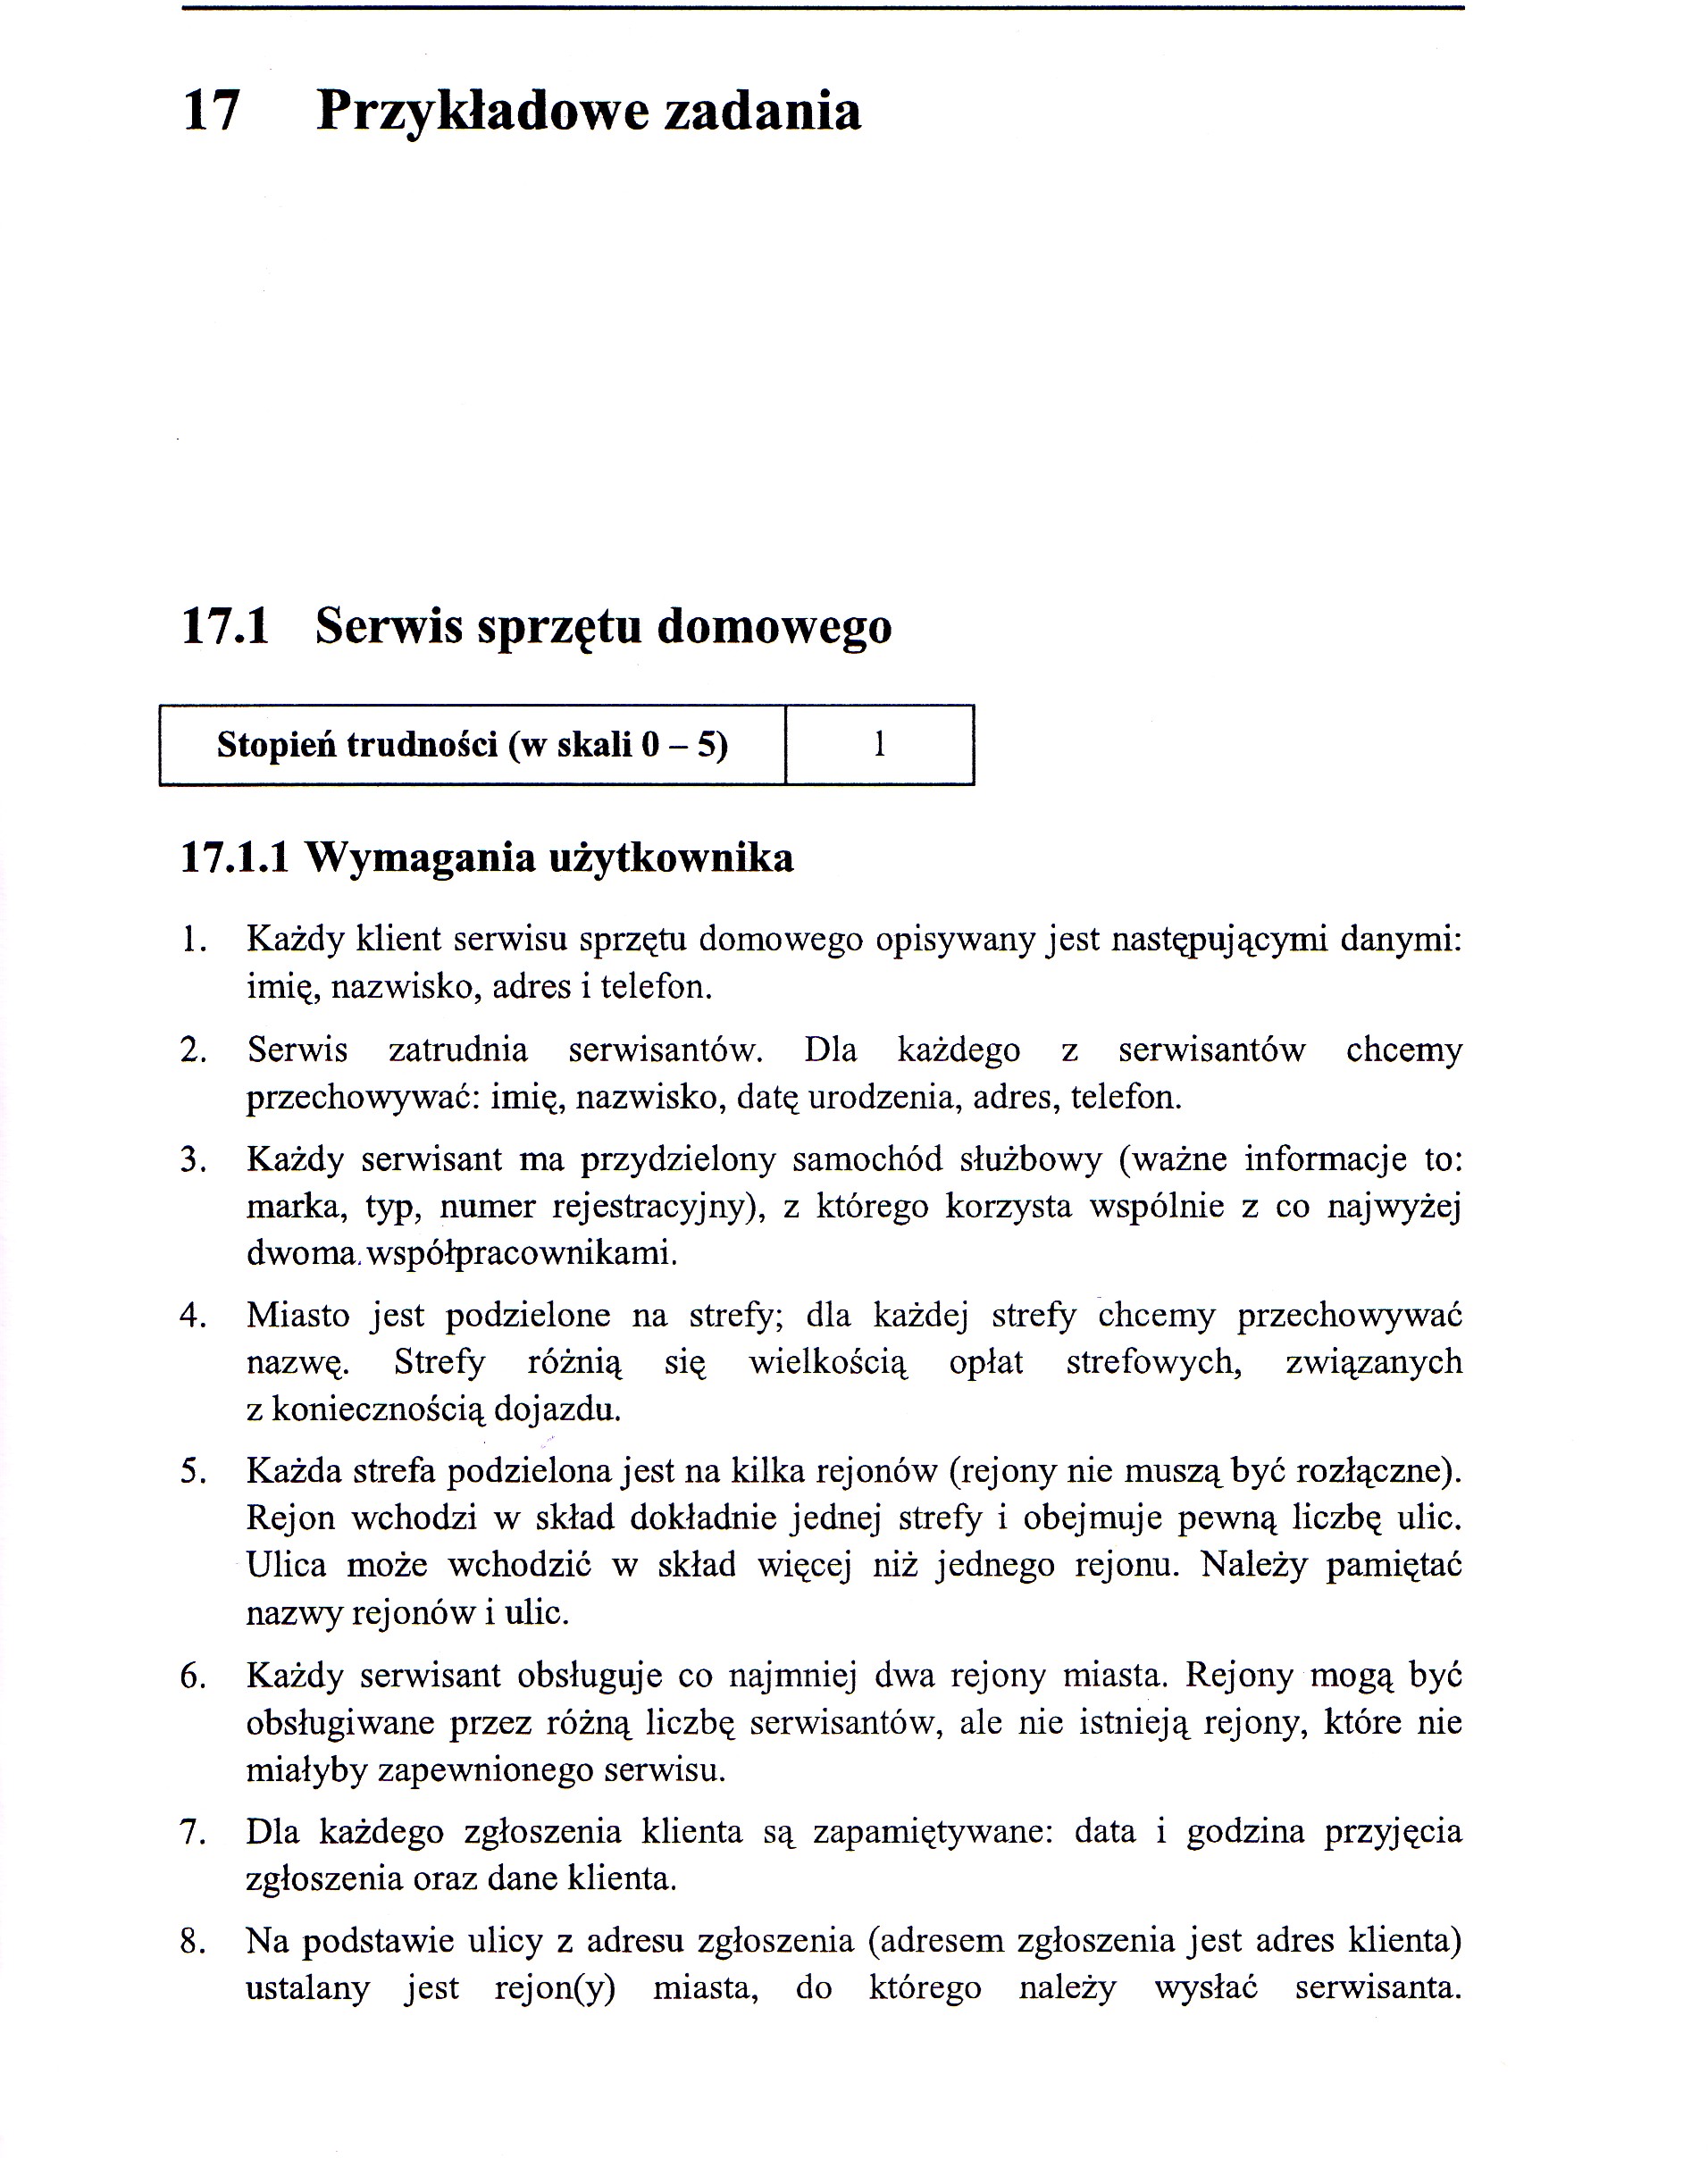 17 Przykładowe zadania
17.1 Serwis sprzętu domowego
Stopień trudności (w skali 0 – 5) 1
17.1.1 Wymagania użytkownika
1. Każdy klient serwisu sprzętu domowego opisywany jest następującymi danymi:
imię, nazwisko, adres i telefon.
2. Serwis zatrudnia serwisantów. Dla każdego z serwisantów chcemy
przechowywać: imię, nazwisko, datę urodzenia, adres, telefon.
3. Każdy serwisant ma przydzielony samochód służbowy (ważne informacje to:
marka, typ, numer rejestracyjny), z którego korzysta wspólnie z co najwyżej
dwoma współpracownikami.
4. Miasto jest podzielone na strefy; dla każdej strefy chcemy przechowywać
nazwę. Strefy różnią się wielkością opłat strefowych, związanych
z koniecznością dojazdu.
5. Każda strefa podzielona jest na kilka rejonów (rejony nie muszą być rozłączne).
Rejon wchodzi w skład dokładnie jednej strefy i obejmuje pewną liczbę ulic.
Ulica może wchodzić w skład więcej niż jednego rejonu. Należy pamiętać
nazwy rejonów i ulic.
6. Każdy serwisant obsługuje co najmniej dwa rejony miasta. Rejony mogą być
obsługiwane przez różną liczbę serwisantów, ale nie istnieją rejony, które nie
miałyby zapewnionego serwisu.
7. Dla każdego zgłoszenia klienta są zapamiętywane: data i godzina przyjęcia
zgłoszenia oraz dane klienta.
8. Na podstawie ulicy z adresu zgłoszenia (adresem zgłoszenia jest adres klienta)
ustalany jest rejon(y) miasta, do którego należy wysłać serwisanta.